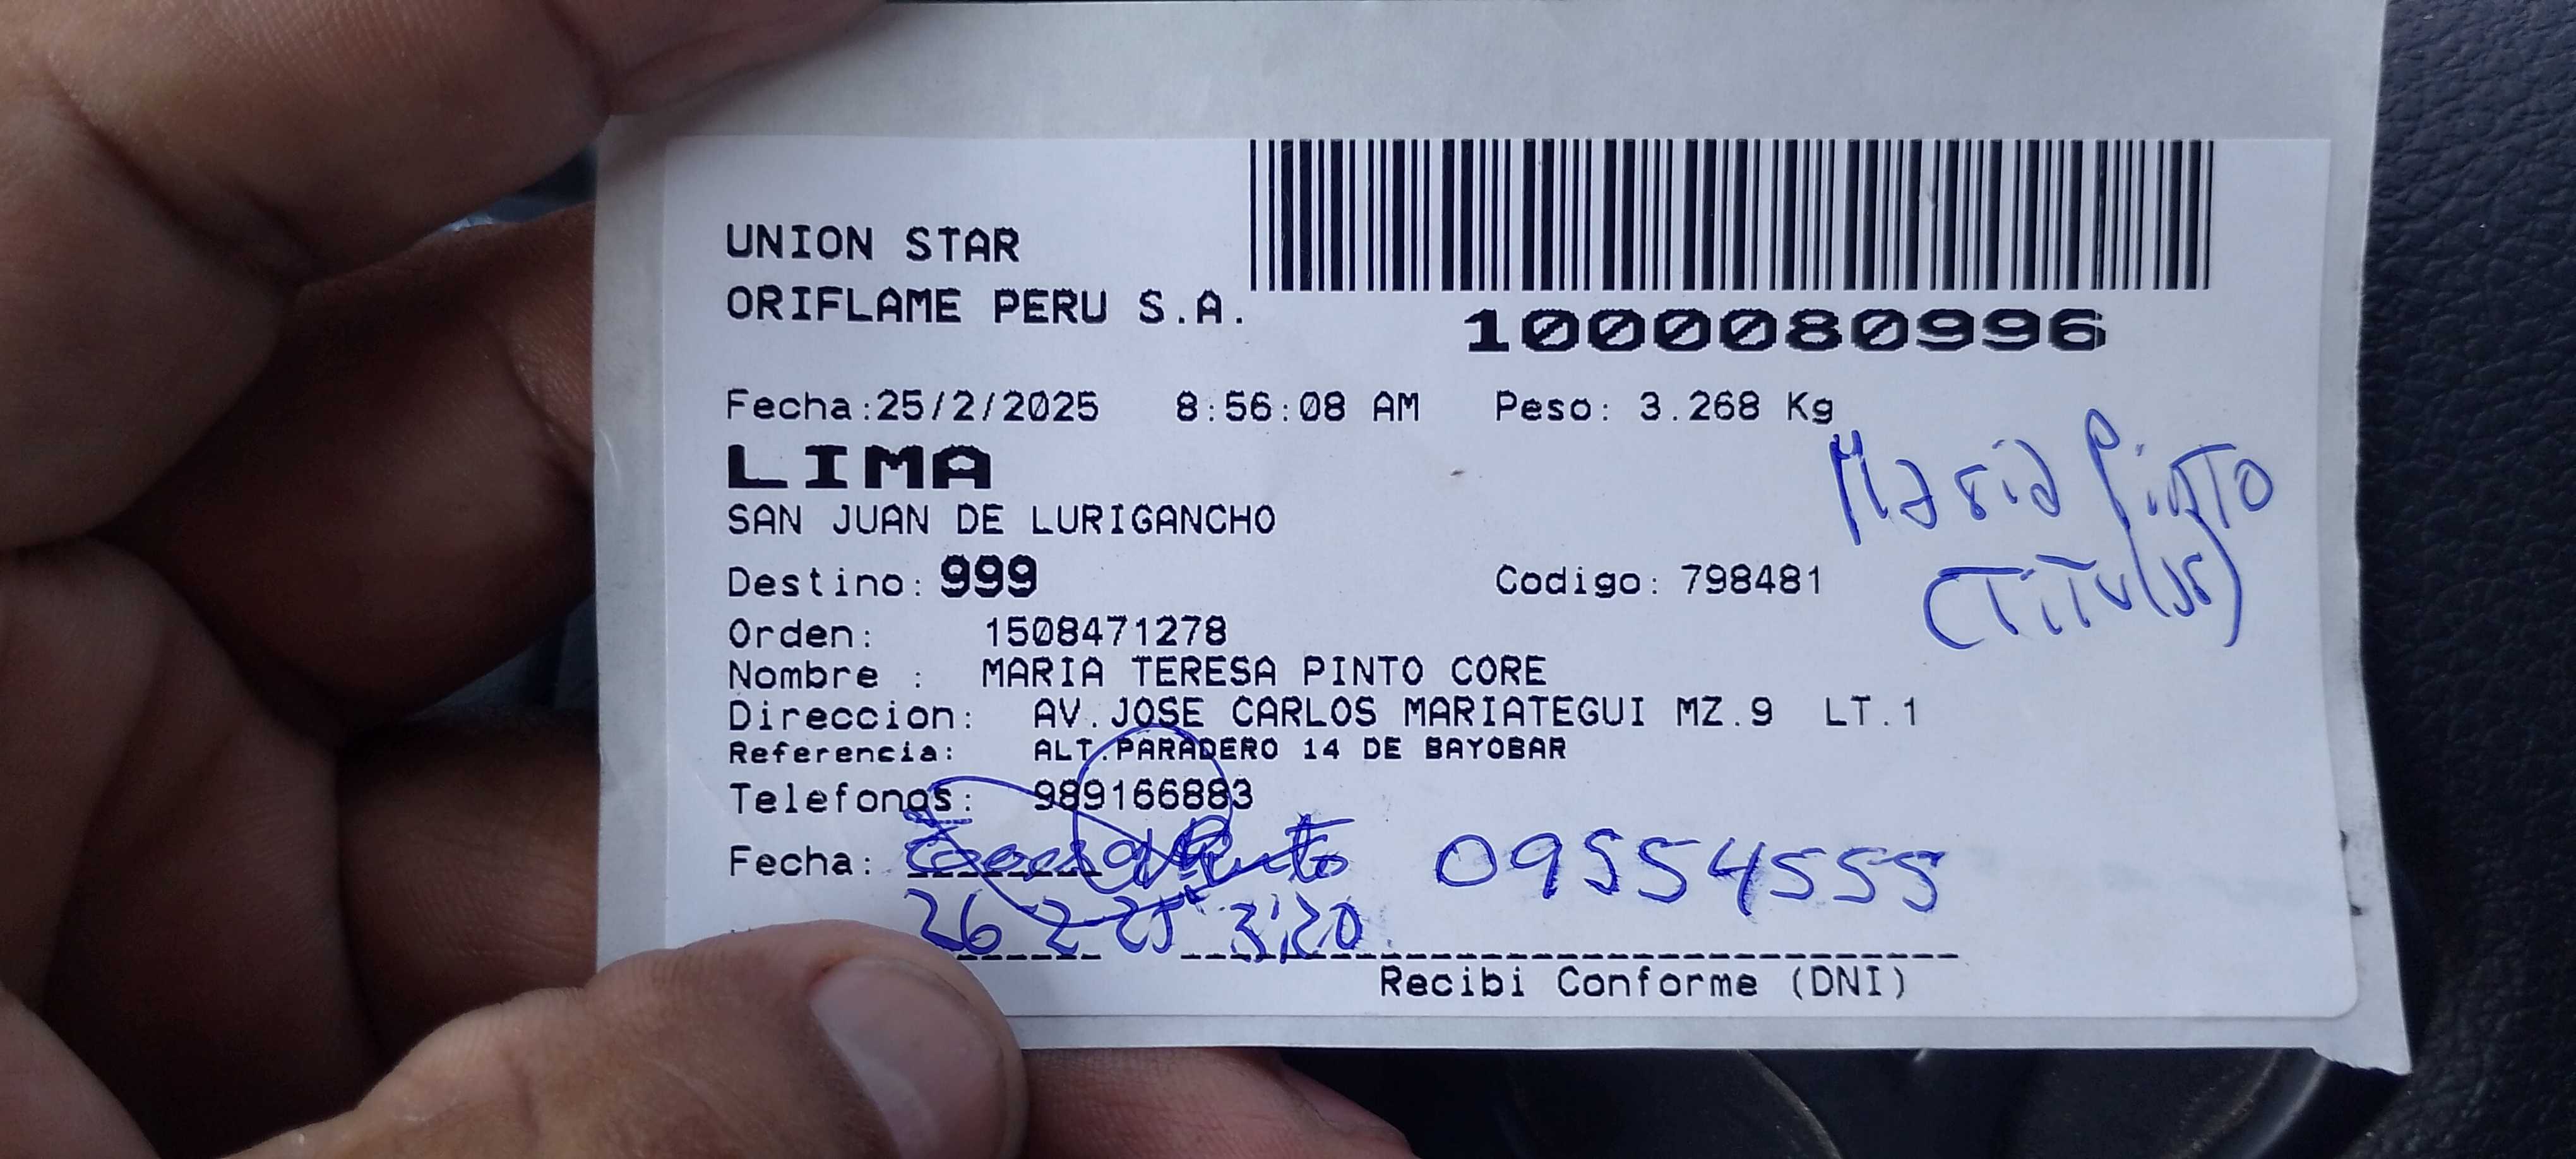 UNION STAR
ORIFLAME PERU S.A.
1000080996
Fecha:25/2/2025 8:56:08 AM Peso: 3.268 Kg
LIMA
Maria Pinto
SAN JUAN DE LURIGANCHO
(TiTular)
Destino: 999 Codigo: 798481
Orden: 1508471278
Nombre : MARIA TERESA PINTO CORE
Direccion: AV.JOSE CARLOS MARIATEGUI MZ.9 LT.1
Referencia: ALT.PARADERO 14 DE BAYOBAR
Telefonos: 989166883
Fecha: Pinto 09554555
26-2-25 3:20
Recibi Conforme (DNI)